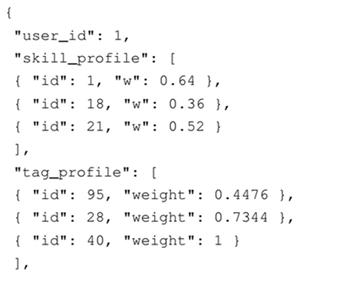 {
"user_id": 1,
"skill_profile": [
{ "id": 1, "w": 0.64 },
{ "id": 18, "w": 0.36 },
{ "id": 21, "w": 0.52 }
],
"tag_profile": [
{ "id": 95, "weight": 0.4476 },
{ "id": 28, "weight": 0.7344 },
{ "id": 40, "weight": 1 }
],